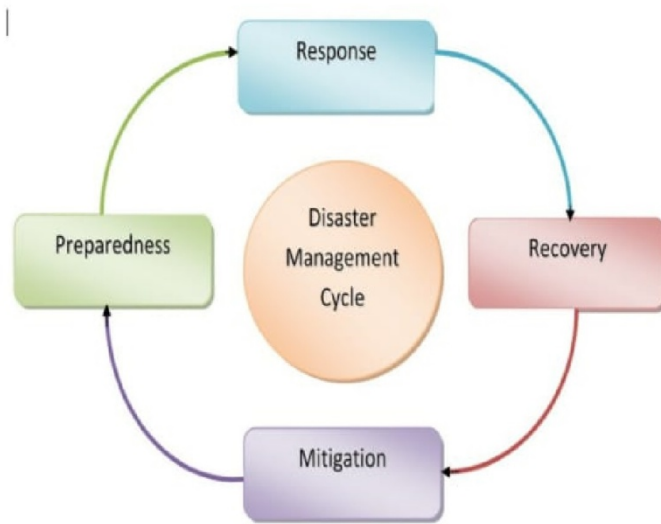 Response
Preparedness
Disaster
Management
Cycle
Recovery
Mitigation